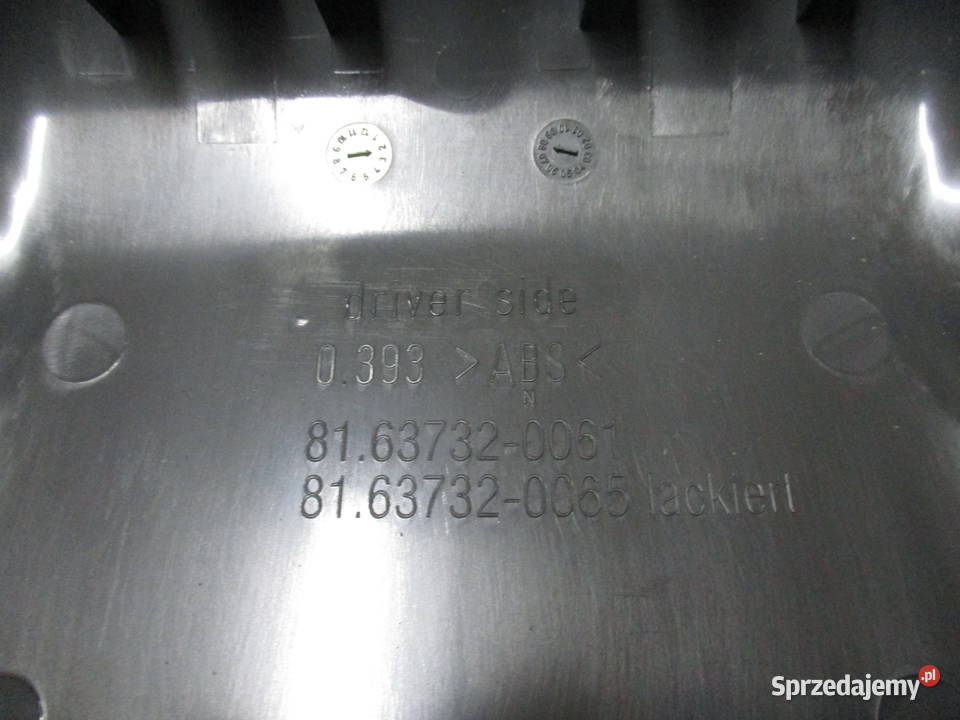 driver side
0.393 >ABS<
N
81.63732-0061
81.63732-0065 lackiert
Sprzedajemy.pl